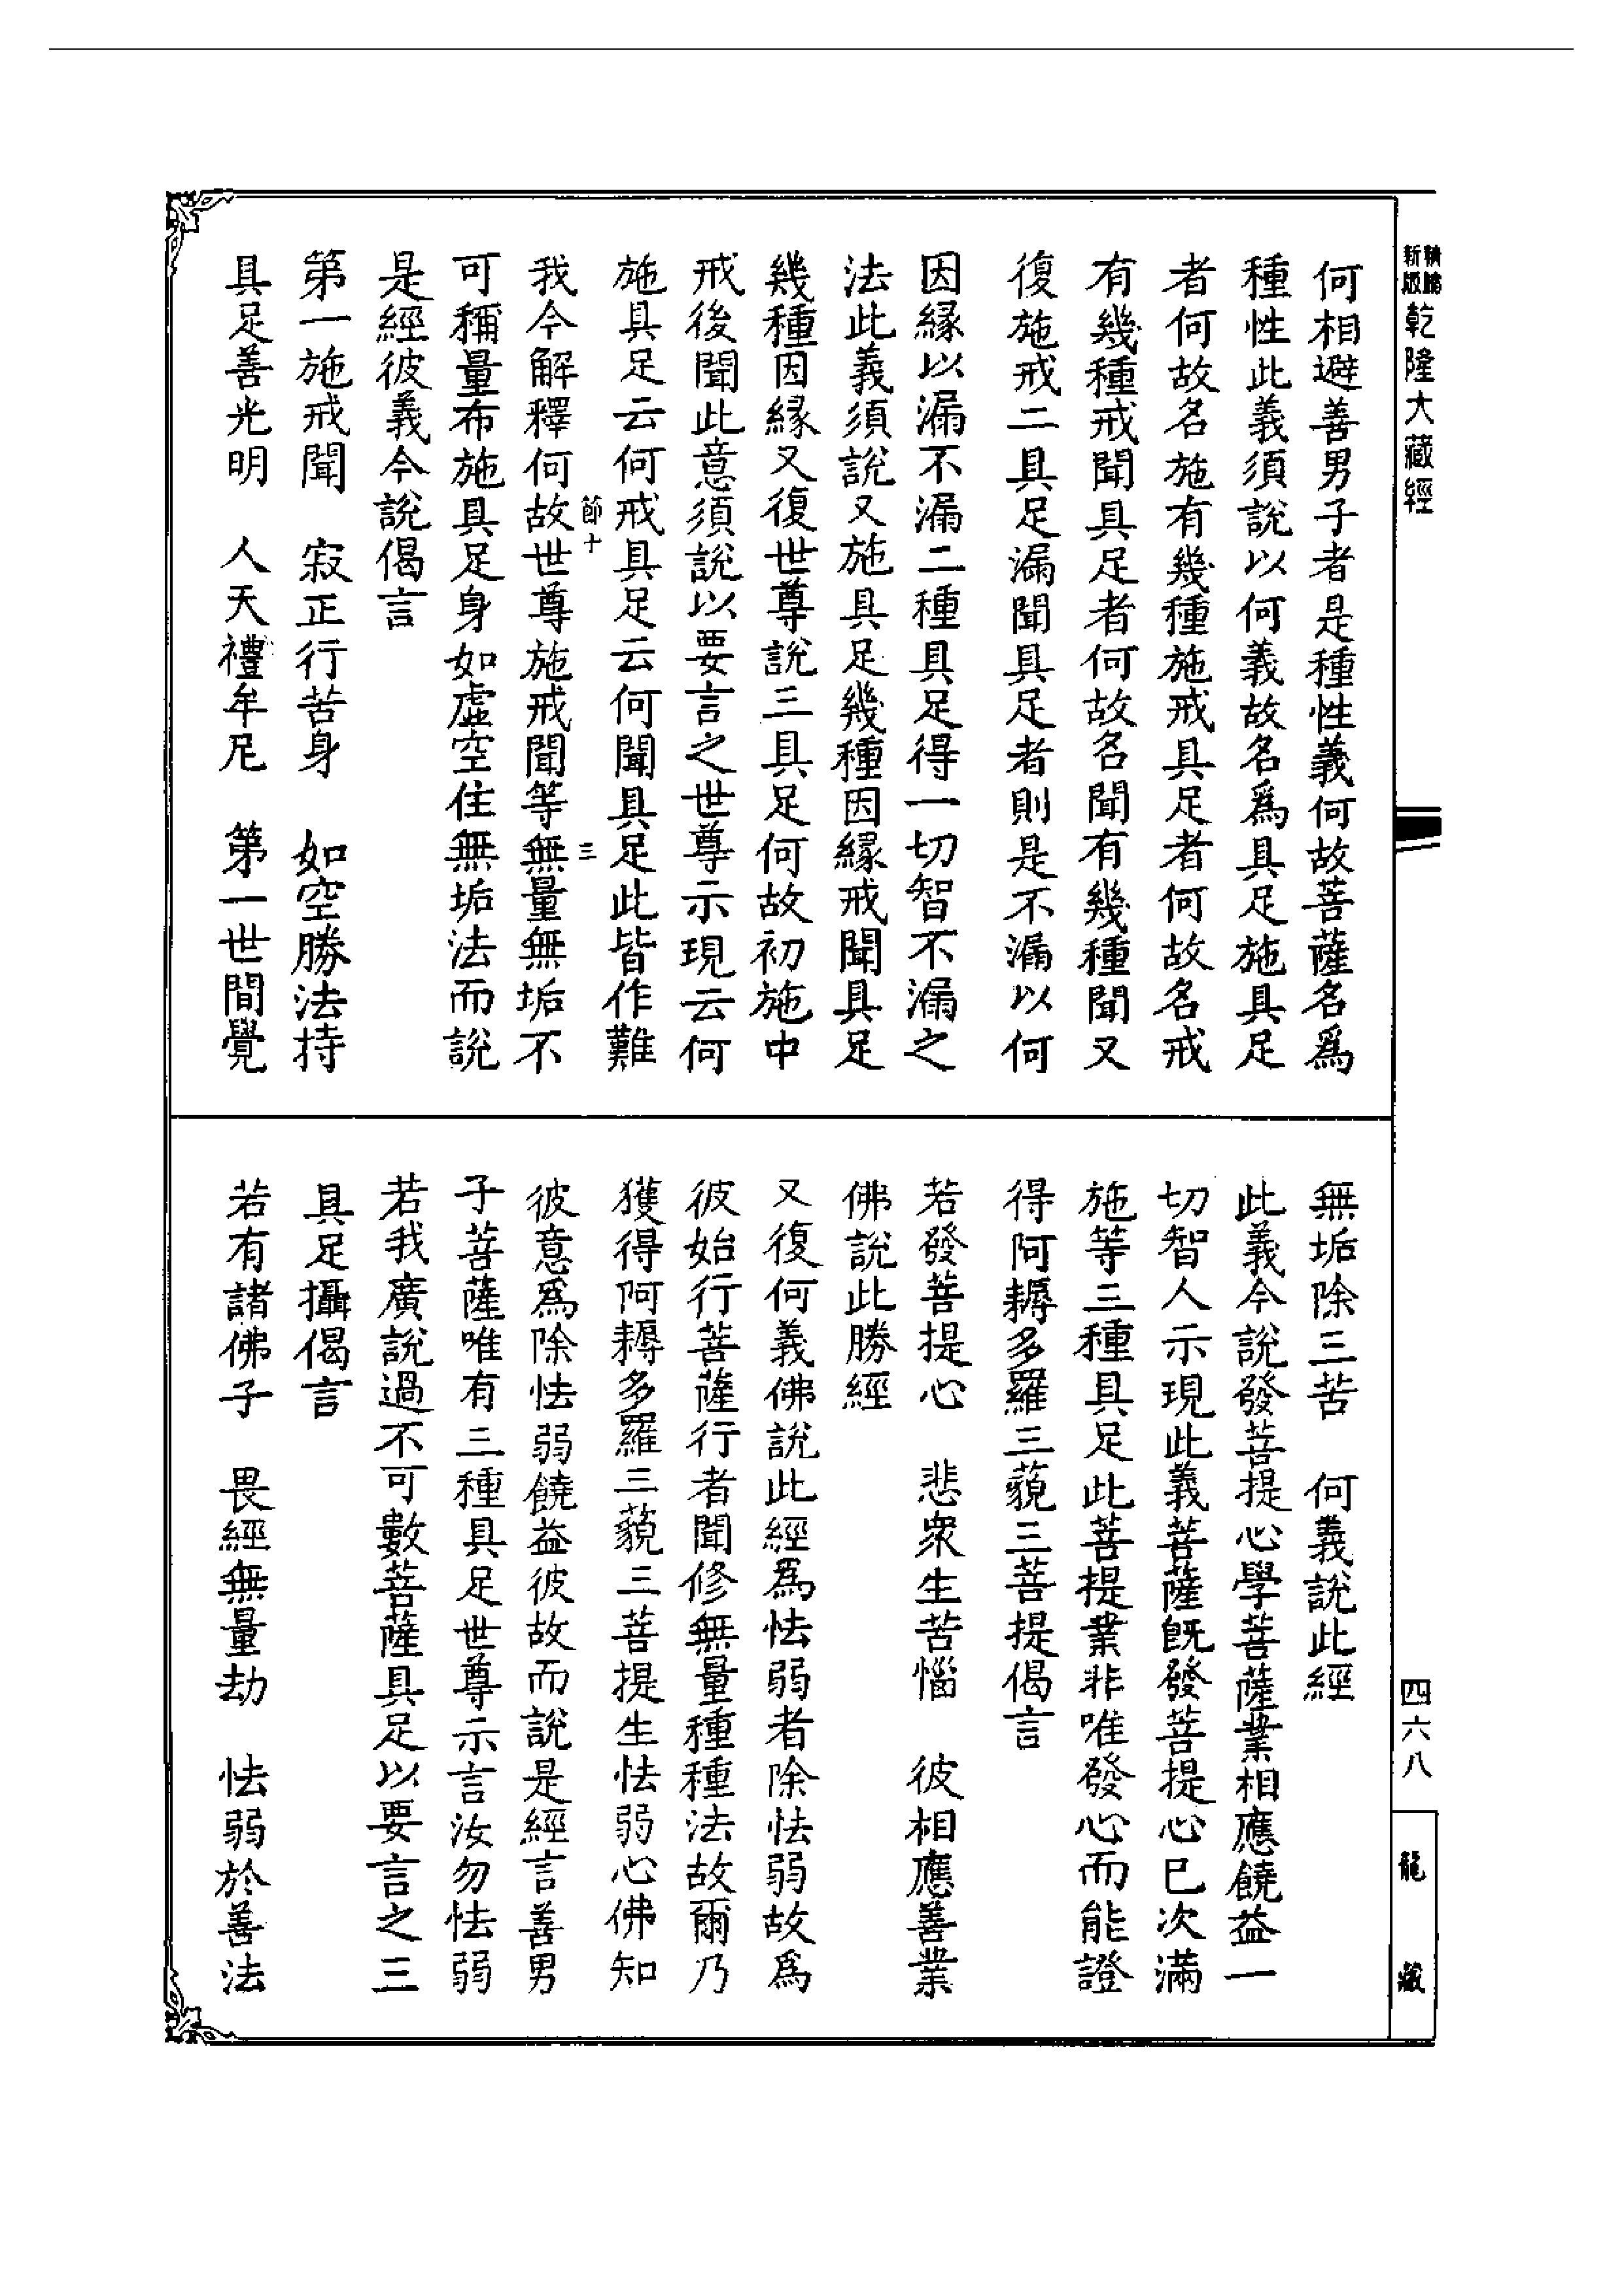 精縮新版乾隆大藏經
何相避善男子者是種性義何故菩薩名爲
種性此義須說以何義故名爲具足施具足
者何故名施有幾種施戒具足者何故名戒
有幾種戒聞具足者何故名聞有幾種聞又
復施戒二具足漏聞具足者則是不漏以何
因緣以漏不漏二種具足得一切智不漏之
法此義須說又施具足幾種因緣戒聞具足
幾種因緣又復世尊說三具足何故初施中
戒後聞此意須說以要言之世尊示現云何
施具足云何戒具足云何聞具足此皆作難
節十　三
我今解釋何故世尊施戒聞等無量無垢不
可稱量布施具足身如虛空住無垢法而說
是經彼義今說偈言
第一施戒聞　寂正行苦身　如空勝法持
具足善光明　人天禮牟尼　第一世間覺
無垢除三苦　何義說此經
此義今說發菩提心學菩薩業相應饒益一
切智人示現此義菩薩既發菩提心已次滿
施等三種具足此菩提業非唯發心而能證
得阿耨多羅三藐三菩提偈言
若發菩提心　悲衆生苦惱　彼相應善業
佛說此勝經
又復何義佛說此經爲怯弱者除怯弱故爲
彼始行菩薩行者聞修無量種種法故爾乃
獲得阿耨多羅三藐三菩提生怯弱心佛知
彼意爲除怯弱饒益彼故而說是經言善男
子菩薩唯有三種具足世尊示言汝勿怯弱
若我廣說過不可數菩薩具足以要言之三
具足攝偈言
若有諸佛子　畏經無量劫　怯弱於善法
四六八
龍藏